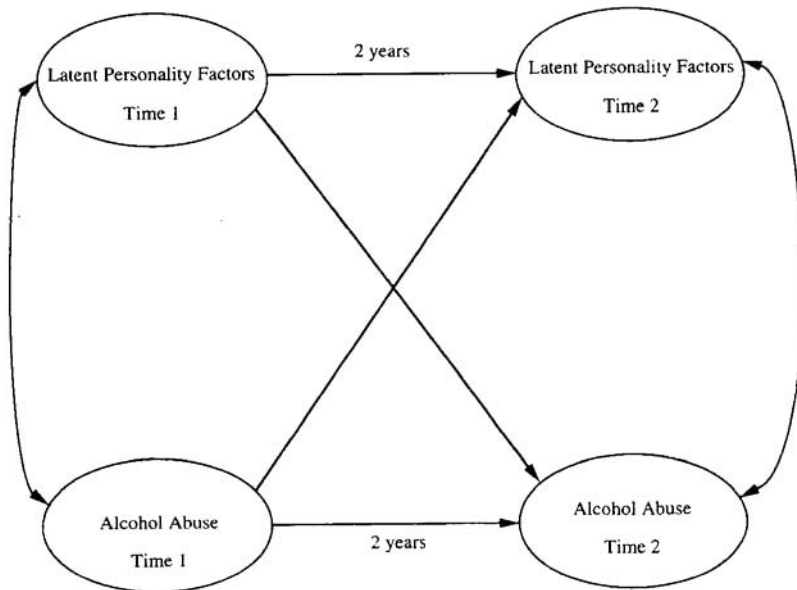 2 years
Latent Personality Factors
Time 1
Latent Personality Factors
Time 2
Alcohol Abuse
Time 1
Alcohol Abuse
Time 2
2 years